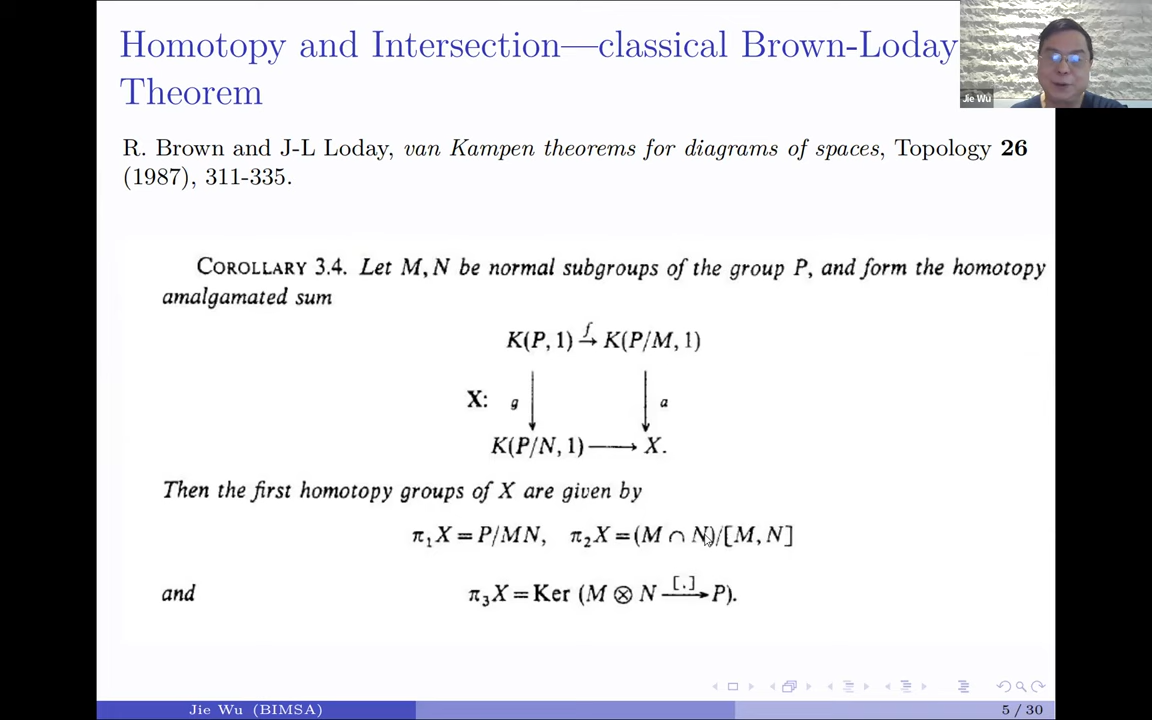 Homotopy and Intersection—classical Brown-Loday
Theorem
Jie Wu
R. Brown and J-L Loday, van Kampen theorems for diagrams of spaces, Topology 26
(1987), 311-335.
COROLLARY 3.4. Let M, N be normal subgroups of the group P, and form the homotopy
amalgamated sum
K(P, 1) f→ K(P/M, 1)
X: g a
K(P/N, 1) ⟶ X.
Then the first homotopy groups of X are given by
π₁X = P/MN, π₂X = (M ∩ N)/[M, N]
and π₃X = Ker (M ⊗ N [.]⟶ P).
Jie Wu (BIMSA) 5 / 30